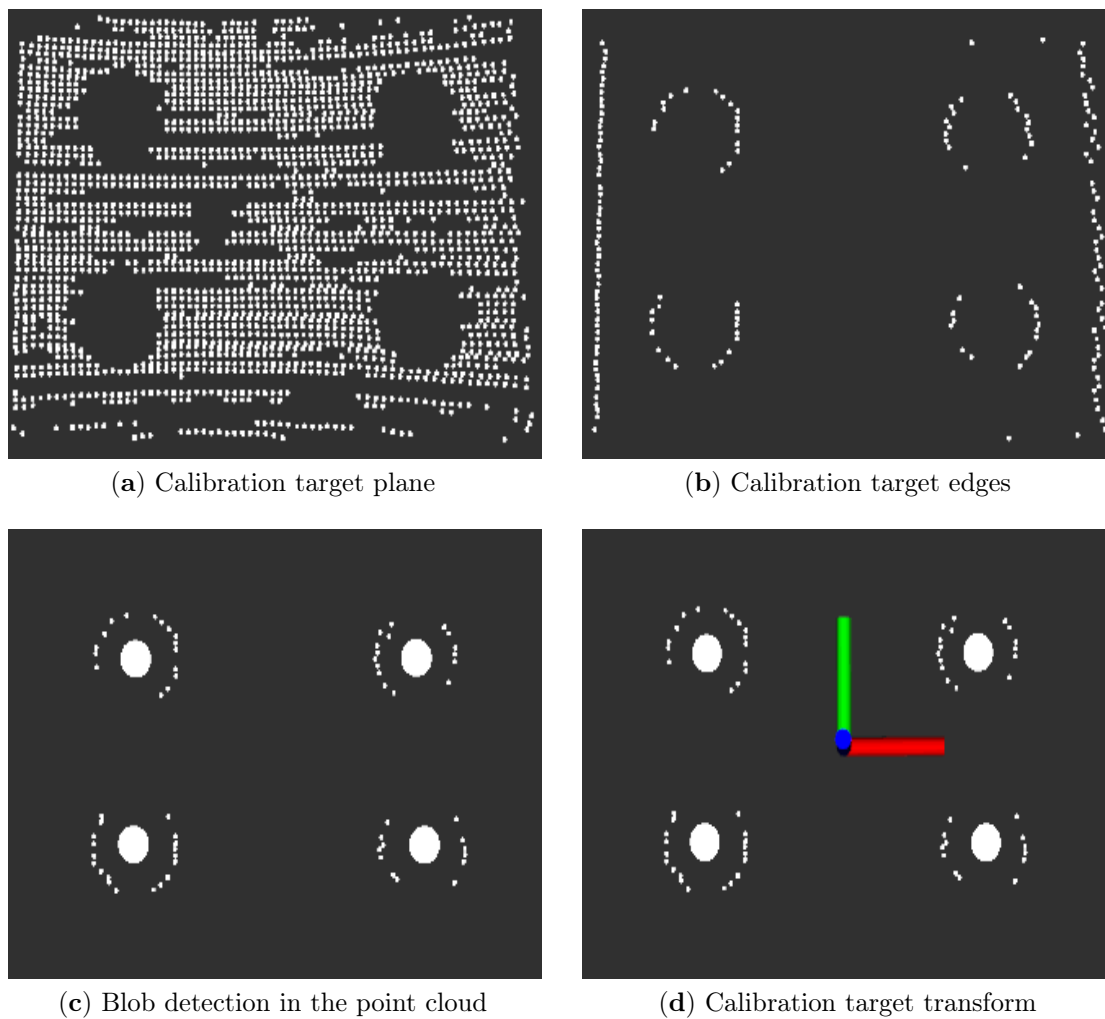 (a) Calibration target plane
(b) Calibration target edges
(c) Blob detection in the point cloud
(d) Calibration target transform